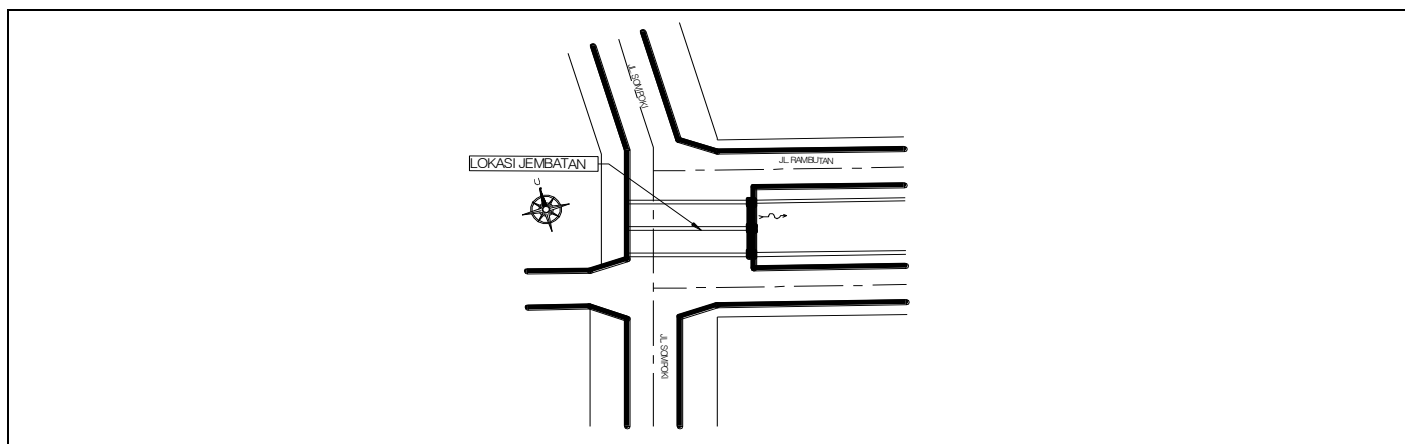 JL SOMPOK I
JL RAMBUTAN
LOKASI JEMBATAN
U
JL. SOMPOK I